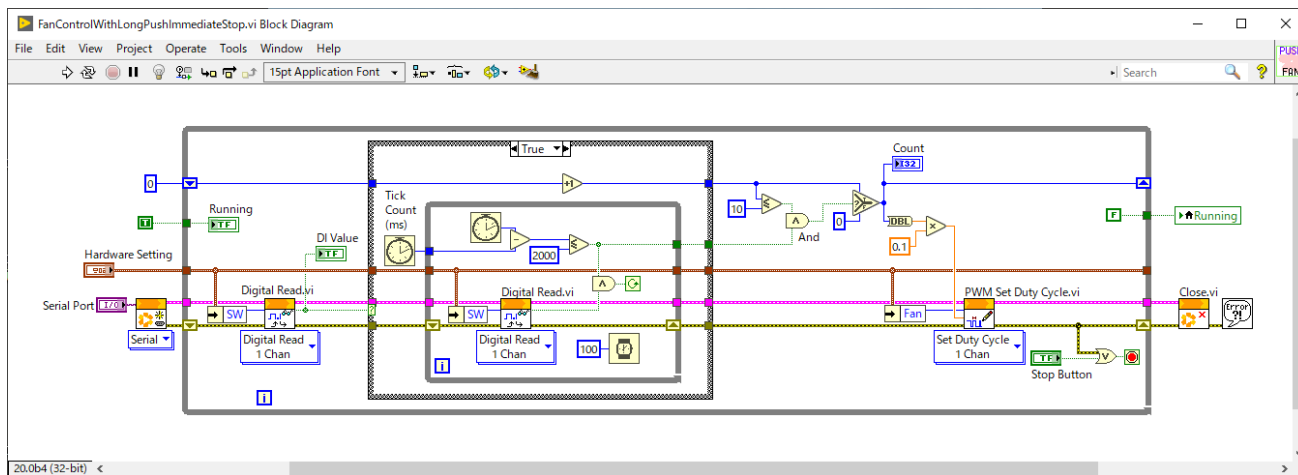 FanControlWithLongPushImmediateStop.vi Block Diagram
File Edit View Project Operate Tools Window Help
15pt Application Font
Search
PUSH
FAN
True
Count
I32
0
+1
Tick
Count
(ms)
10
0
And
DBL
0.1
T
Running
TF
DI Value
TF
2000
F
Running
Hardware Setting
Serial Port
I/O
Serial
Digital Read.vi
SW
Digital Read
1 Chan
Digital Read.vi
SW
Digital Read
1 Chan
100
i
i
PWM Set Duty Cycle.vi
Fan
Set Duty Cycle
1 Chan
TF
Stop Button
Close.vi
Error
?!
20.0b4 (32-bit)